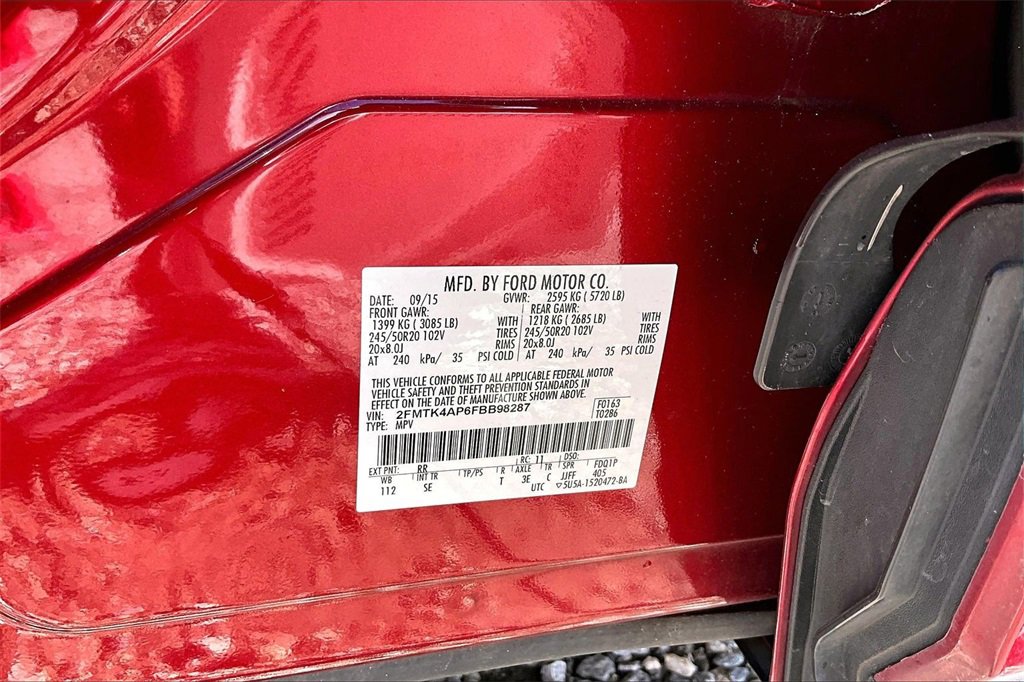 MFD. BY FORD MOTOR CO.
DATE: 09/15 GVWR: 2595 KG ( 5720 LB)
FRONT GAWR: REAR GAWR:
1399 KG ( 3085 LB) WITH 1218 KG ( 2685 LB) WITH
245/50R20 102V TIRES 245/50R20 102V TIRES
20x8.0J RIMS 20x8.0J RIMS
AT 240 kPa/ 35 PSI COLD AT 240 kPa/ 35 PSI COLD
THIS VEHICLE CONFORMS TO ALL APPLICABLE FEDERAL MOTOR
VEHICLE SAFETY AND THEFT PREVENTION STANDARDS IN
EFFECT ON THE DATE OF MANUFACTURE SHOWN ABOVE.
VIN: 2FMTK4AP6FBB98287 F0163
TYPE: MPV T0286
EXT PNT: RR RC: 11 DSO:
WB INT TR TP/PS R AXLE TR SPR FDQ1P
112 SE T 3E C JJFF 405
UTC ▽5U5A-1520472-BA